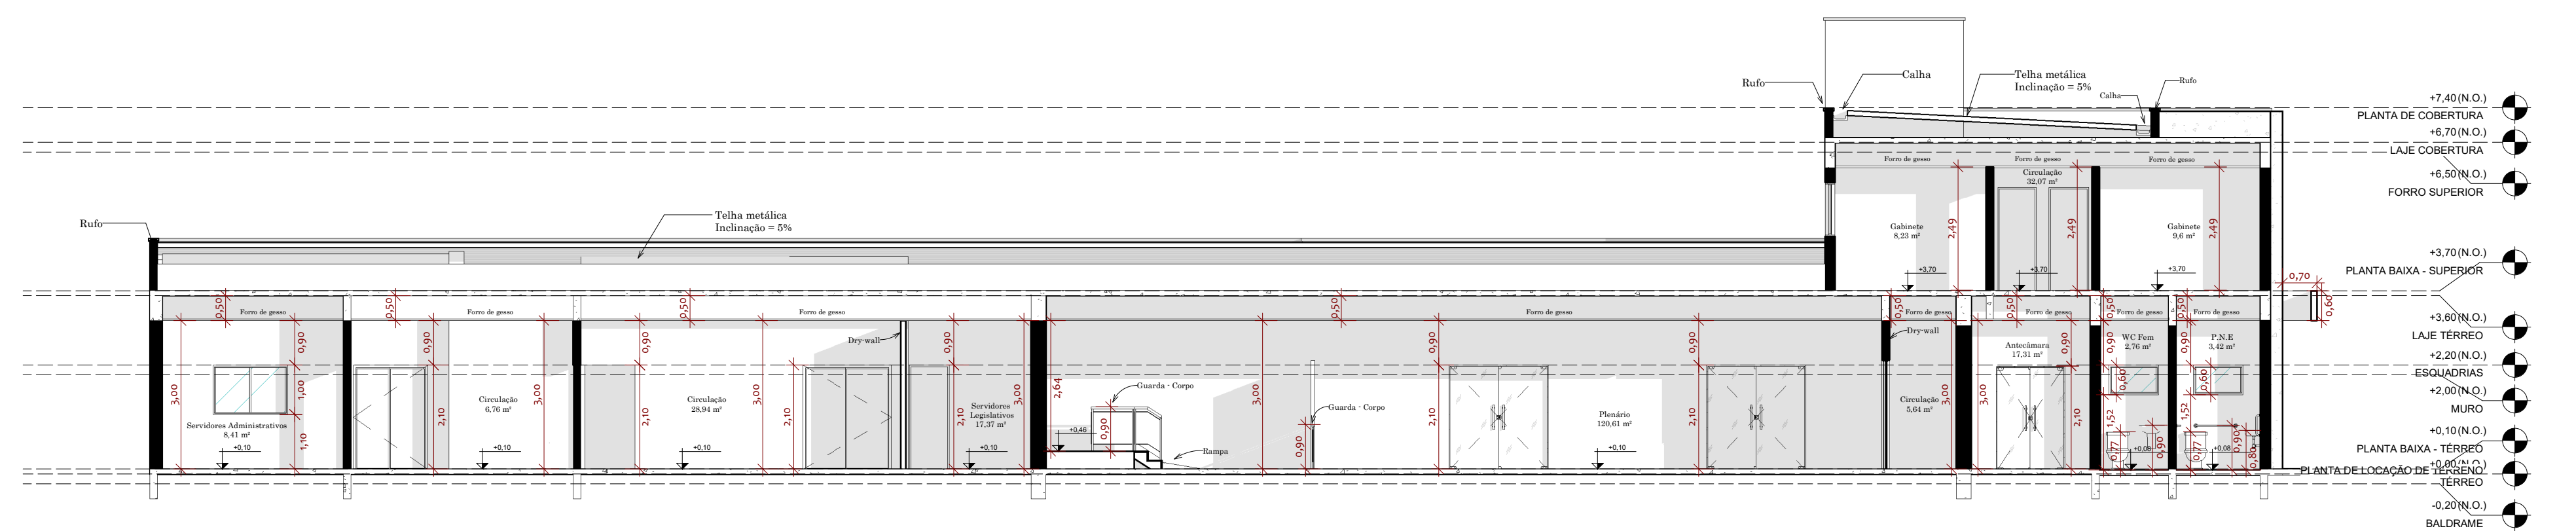 Rufo
Calha
Telha metálica
Inclinação = 5%
Calha
Rufo
+7,40(N.O.)
PLANTA DE COBERTURA
+6,70(N.O.)
LAJE COBERTURA
+6,50(N.O.)
FORRO SUPERIOR
Forro de gesso
Forro de gesso
Forro de gesso
Circulação
32,07 m²
Gabinete
8,23 m²
2,49
2,49
Gabinete
9,6 m²
2,49
+3,70
+3,70
+3,70
Rufo
Telha metálica
Inclinação = 5%
+3,70(N.O.)
PLANTA BAIXA - SUPERIOR
0,70
0,60
+3,60(N.O.)
LAJE TÉRREO
+2,20(N.O.)
ESQUADRIAS
+2,00(N.O.)
MURO
+0,10(N.O.)
PLANTA BAIXA - TÉRREO
+0,00(N.O.)
PLANTA DE LOCAÇÃO DE TERRENO
TÉRREO
-0,20(N.O.)
BALDRAME
0,50
Forro de gesso
0,50
Forro de gesso
0,50
Forro de gesso
0,50
Forro de gesso
0,50
Forro de gesso
0,50
Forro de gesso
0,50
Forro de gesso
0,50
Forro de gesso
3,00
0,90
1,00
1,10
Servidores Administrativos
8,41 m²
+0,10
0,90
2,10
Circulação
6,76 m²
+0,10
3,00
0,90
2,10
Circulação
28,94 m²
+0,10
3,00
2,10
Dry-wall
0,90
2,10
Servidores
Legislativos
17,37 m²
+0,10
3,00
2,64
+0,46
0,90
Guarda - Corpo
Rampa
3,00
0,90
Guarda - Corpo
0,90
2,10
Plenário
120,61 m²
+0,10
0,90
2,10
Dry-wall
Circulação
5,64 m²
3,00
3,00
Antecâmara
17,31 m²
0,90
2,10
WC Fem
2,76 m²
0,90
0,60
1,52
0,77
+0,08
0,90
P.N.E
3,42 m²
0,90
0,60
1,52
0,77
+0,08
0,90
0,80